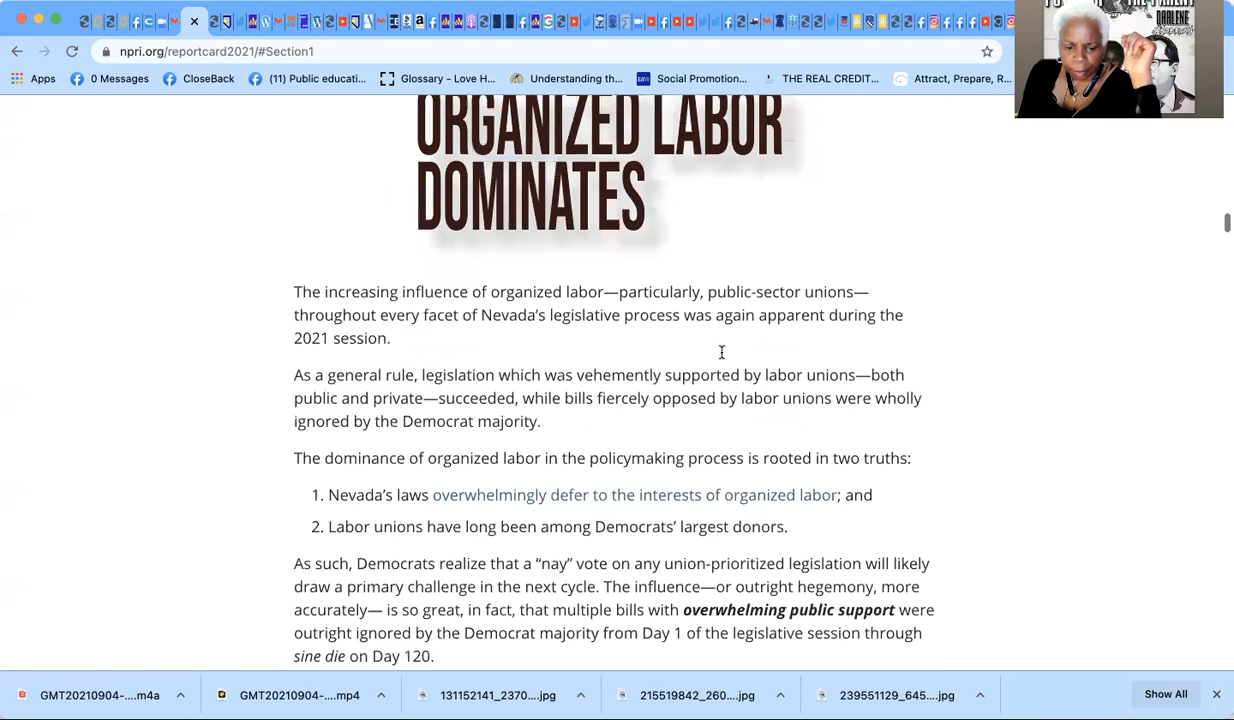 npri.org/reportcard2021/#Section1
Apps 0 Messages CloseBack (11) Public educati... Glossary - Love H... Understanding th... Social Promotion... THE REAL CREDIT... Attract, Prepare, R...
THE PARENT
DARLENE
ORGANIZED LABOR
DOMINATES
The increasing influence of organized labor—particularly, public-sector unions—
throughout every facet of Nevada's legislative process was again apparent during the
2021 session.
As a general rule, legislation which was vehemently supported by labor unions—both
public and private—succeeded, while bills fiercely opposed by labor unions were wholly
ignored by the Democrat majority.
The dominance of organized labor in the policymaking process is rooted in two truths:
1. Nevada's laws overwhelmingly defer to the interests of organized labor; and
2. Labor unions have long been among Democrats' largest donors.
As such, Democrats realize that a “nay” vote on any union-prioritized legislation will likely
draw a primary challenge in the next cycle. The influence—or outright hegemony, more
accurately— is so great, in fact, that multiple bills with overwhelming public support were
outright ignored by the Democrat majority from Day 1 of the legislative session through
sine die on Day 120.
GMT20210904-....m4a GMT20210904-....mp4 131152141_2370....jpg 215519842_260....jpg 239551129_645....jpg Show All